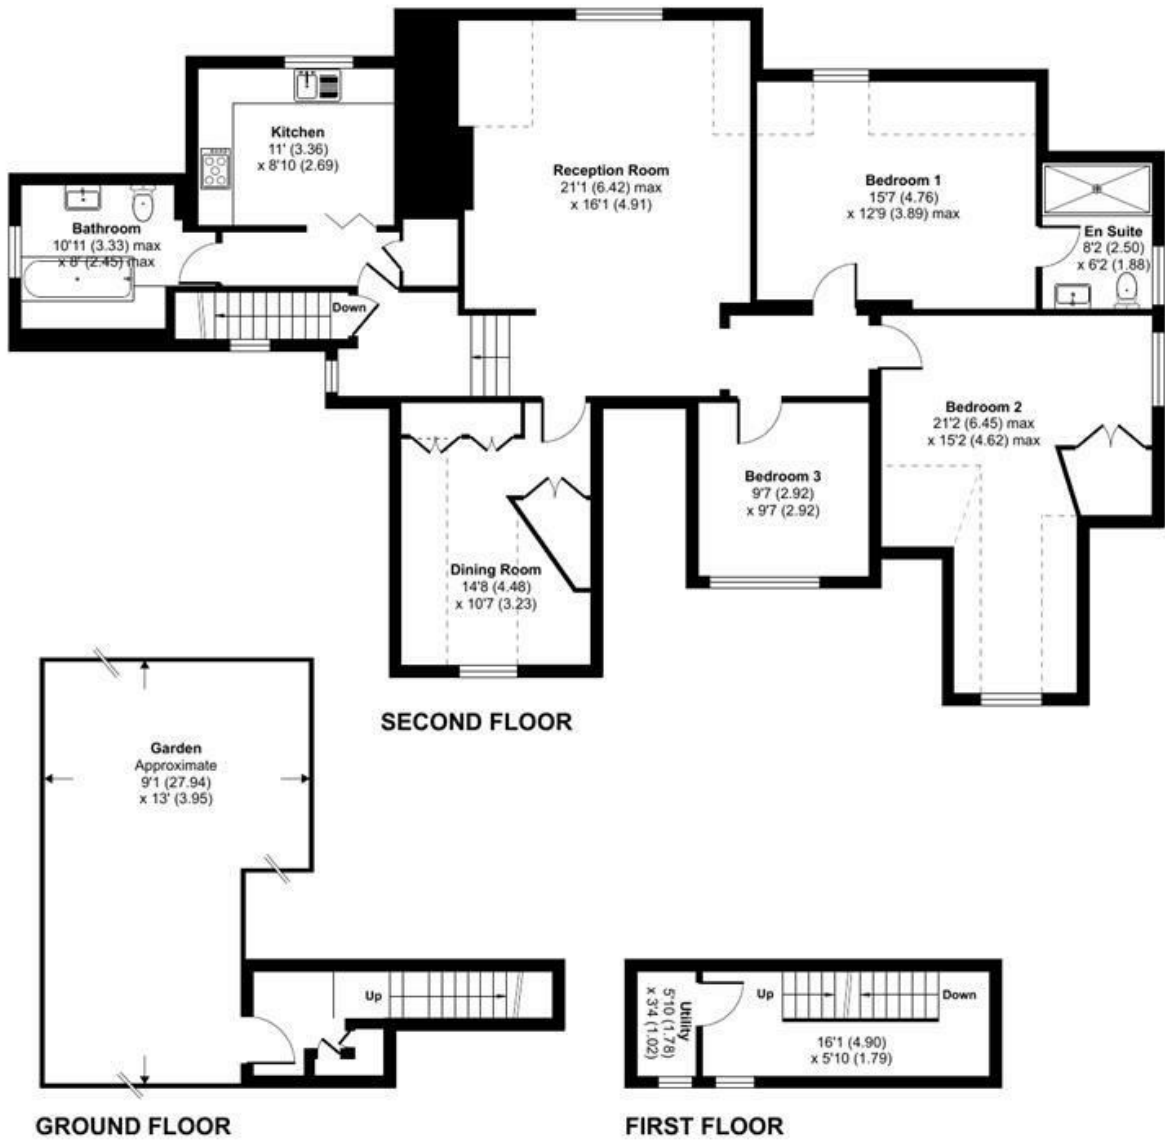 Kitchen
11' (3.36)
x 8'10 (2.69)
Reception Room
21'1 (6.42) max
x 16'1 (4.91)
Bedroom 1
15'7 (4.76)
x 12'9 (3.89) max
Bathroom
10'11 (3.33) max
x 8' (2.45) max
En Suite
8'2 (2.50)
x 6'2 (1.88)
Down
Bedroom 2
21'2 (6.45) max
x 15'2 (4.62) max
Bedroom 3
9'7 (2.92)
x 9'7 (2.92)
Dining Room
14'8 (4.48)
x 10'7 (3.23)
SECOND FLOOR
Garden
Approximate
9'1 (27.94)
x 13' (3.95)
Up
Utility
5'10 (1.78)
x 3'4 (1.02)
Up
Down
16'1 (4.90)
x 5'10 (1.79)
GROUND FLOOR
FIRST FLOOR